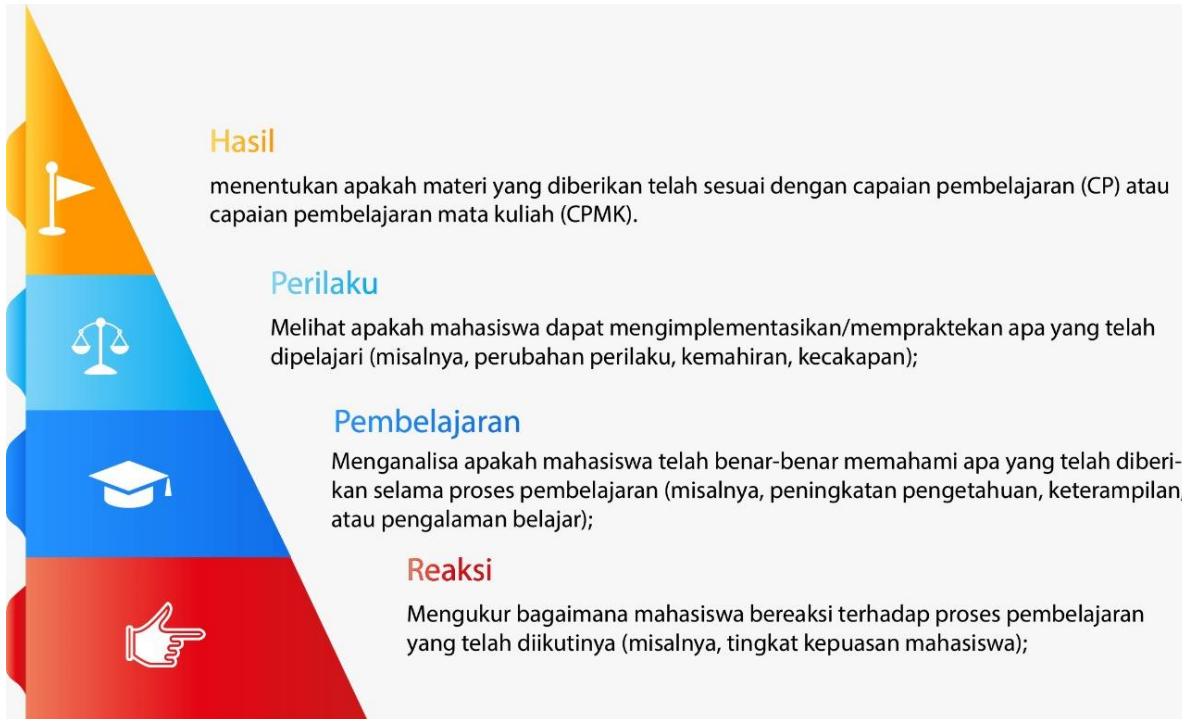 Hasil
menentukan apakah materi yang diberikan telah sesuai dengan capaian pembelajaran (CP) atau
capaian pembelajaran mata kuliah (CPMK).
Perilaku
Melihat apakah mahasiswa dapat mengimplementasikan/mempraktekan apa yang telah
dipelajari (misalnya, perubahan perilaku, kemahiran, kecakapan);
Pembelajaran
Menganalisa apakah mahasiswa telah benar-benar memahami apa yang telah diberi-
kan selama proses pembelajaran (misalnya, peningkatan pengetahuan, keterampilan,
atau pengalaman belajar);
Reaksi
Mengukur bagaimana mahasiswa bereaksi terhadap proses pembelajaran
yang telah diikutinya (misalnya, tingkat kepuasan mahasiswa);